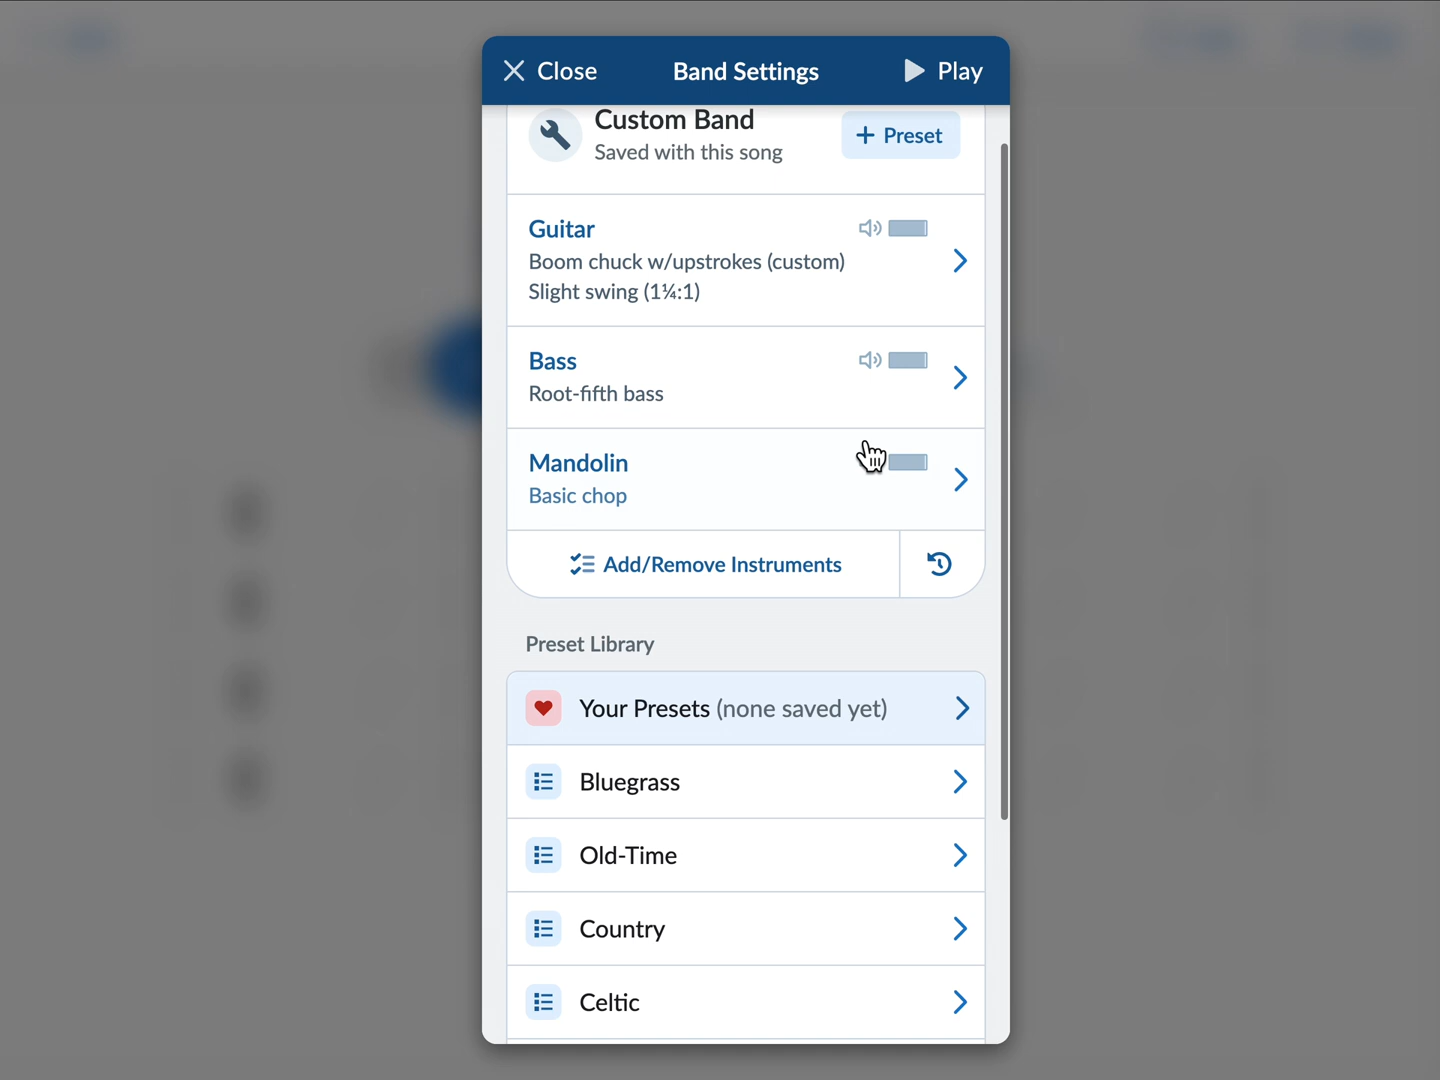 Close
Band Settings
Play
Custom Band
Saved with this song
+ Preset
Guitar
Boom chuck w/upstrokes (custom)
Slight swing (1¼:1)
Bass
Root-fifth bass
Mandolin
Basic chop
Add/Remove Instruments
Preset Library
Your Presets (none saved yet)
Bluegrass
Old-Time
Country
Celtic